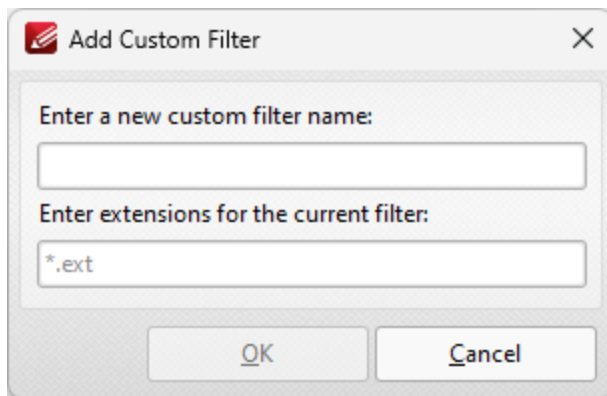 Add Custom Filter
Enter a new custom filter name:
Enter extensions for the current filter:
*.ext
OK
Cancel